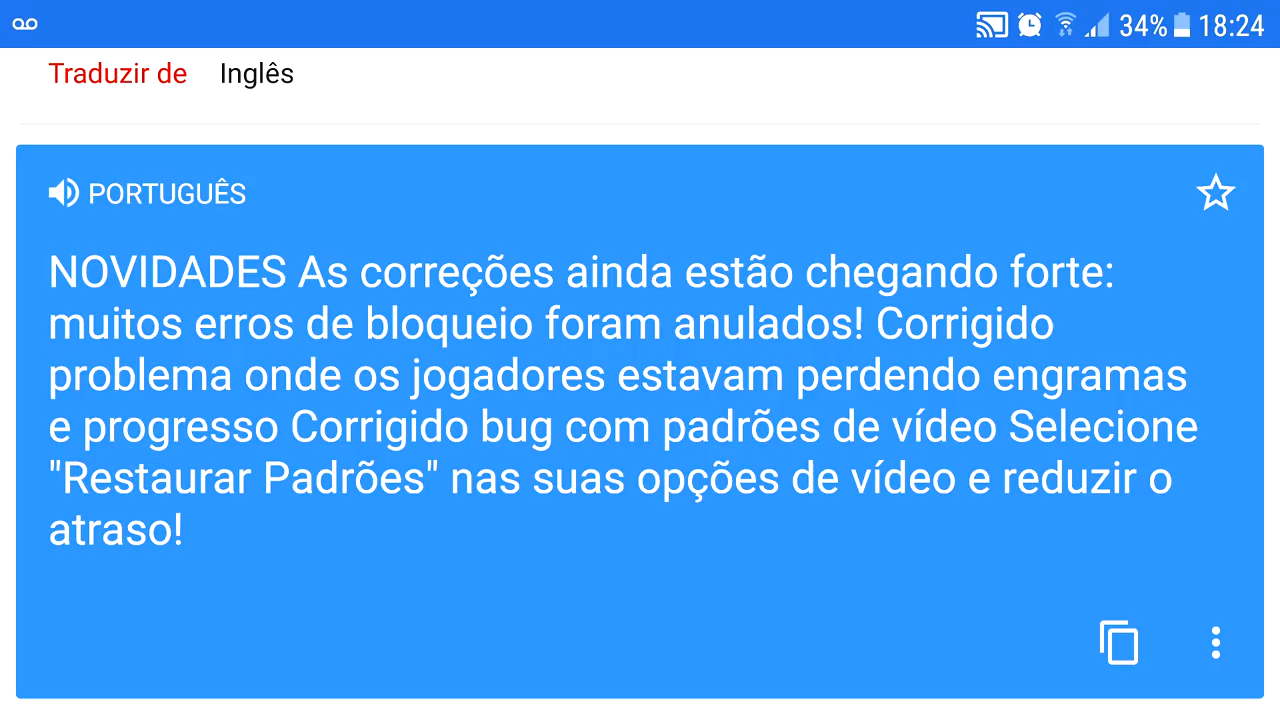 34% 18:24
Traduzir de Inglês
PORTUGUÊS
NOVIDADES As correções ainda estão chegando forte:
muitos erros de bloqueio foram anulados! Corrigido
problema onde os jogadores estavam perdendo engramas
e progresso Corrigido bug com padrões de vídeo Selecione
"Restaurar Padrões" nas suas opções de vídeo e reduzir o
atraso!